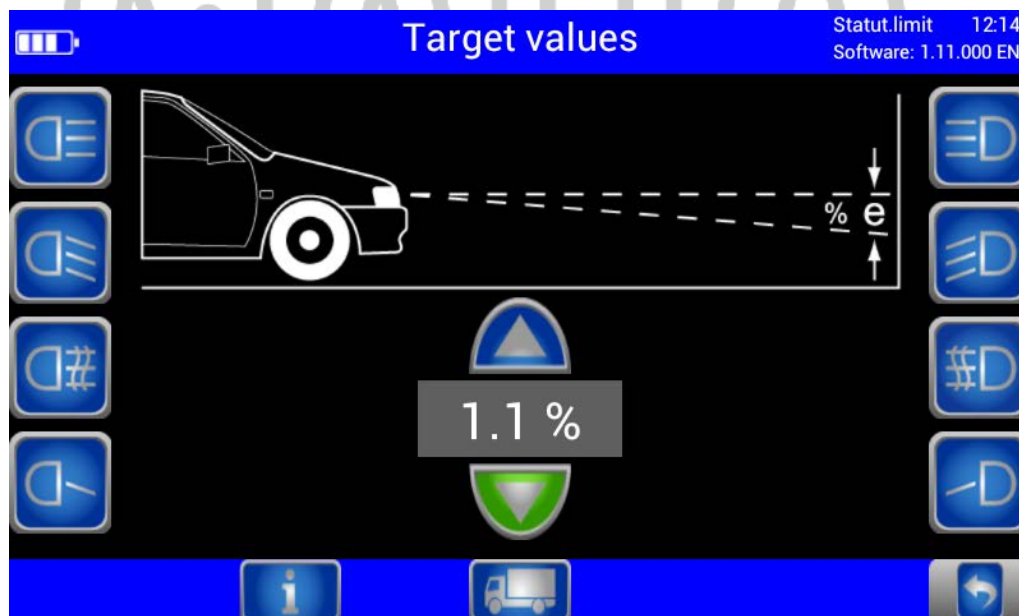 Target values
Statut.limit 12:14
Software: 1.11.000 EN
% e
1.1 %
i